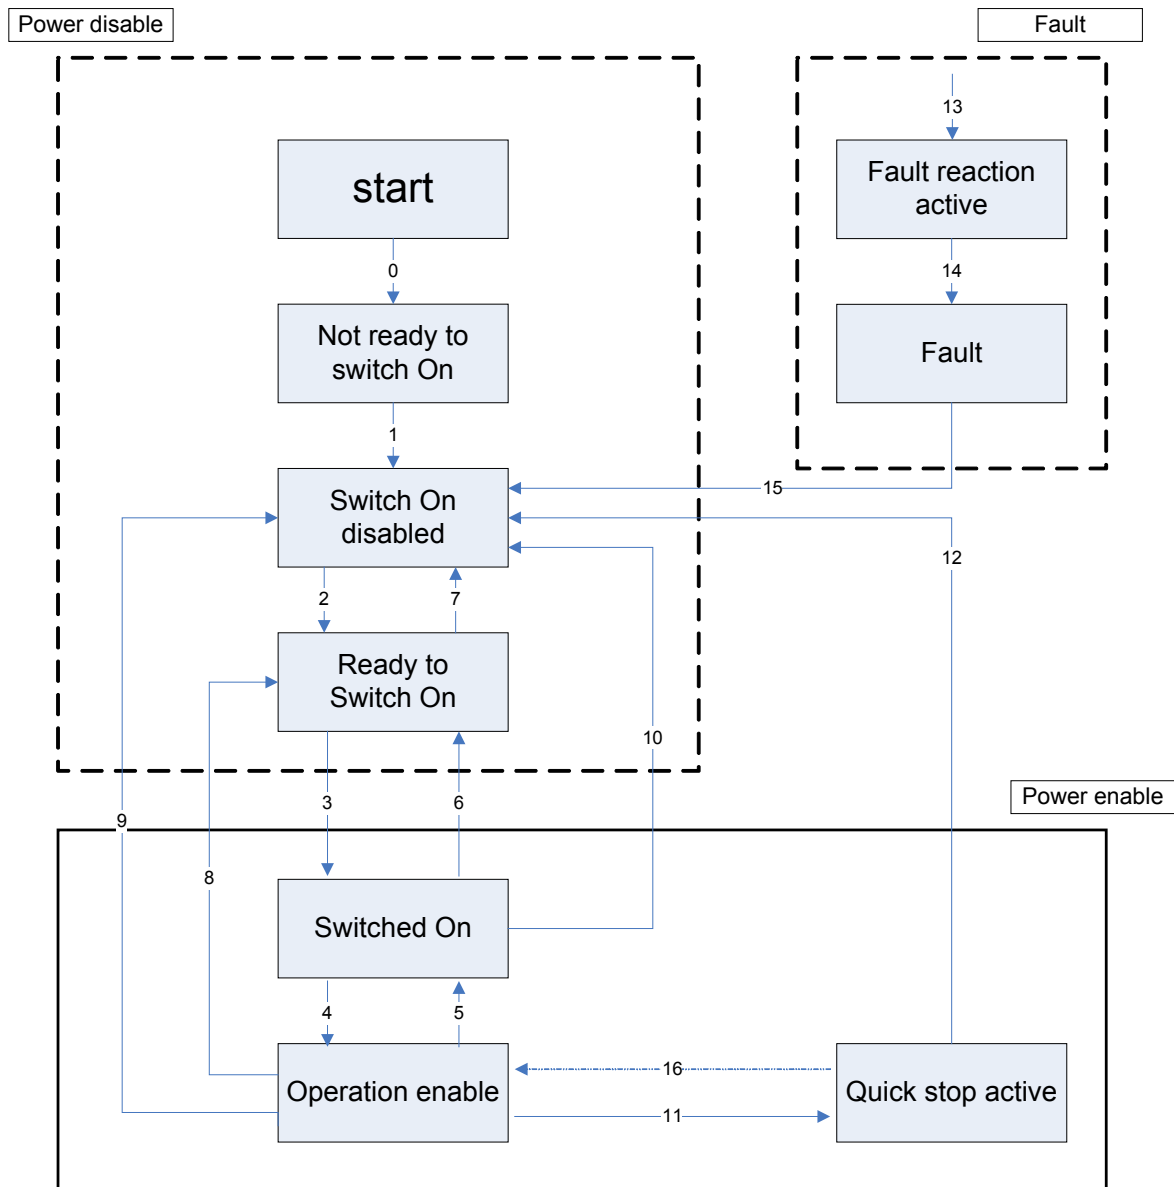 Power disable
Fault
13
start
Fault reaction
active
0
14
Not ready to
switch On
Fault
1
Switch On
disabled
15
12
2
7
Ready to
Switch On
10
Power enable
3
6
9
8
Switched On
4
5
Operation enable
16
11
Quick stop active